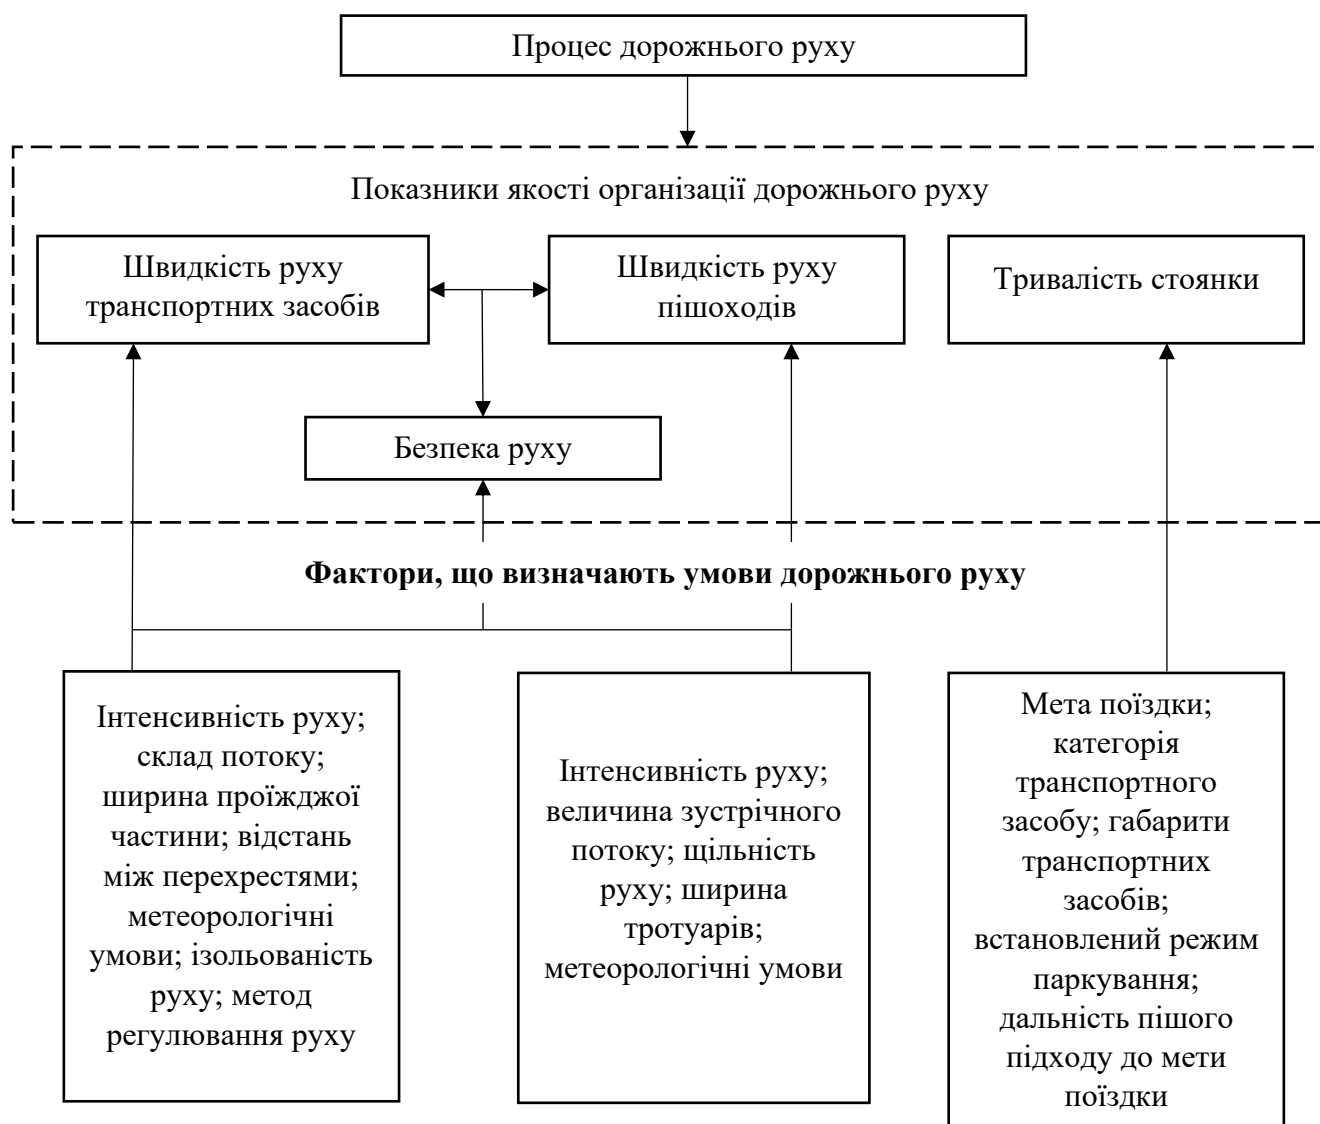 Процес дорожнього руху
Показники якості організації дорожнього руху
Швидкість руху
транспортних засобів
Швидкість руху
пішоходів
Тривалість стоянки
Безпека руху
Фактори, що визначають умови дорожнього руху
Інтенсивність руху;
склад потоку;
ширина проїжджої
частини; відстань
між перехрестями;
метеорологічні
умови; ізольованість
руху; метод
регулювання руху
Інтенсивність руху;
величина зустрічного
потоку; щільність
руху; ширина
тротуарів;
метеорологічні умови
Мета поїздки;
категорія
транспортного
засобу; габарити
транспортних
засобів;
встановлений режим
паркування;
дальність пішого
підходу до мети
поїздки